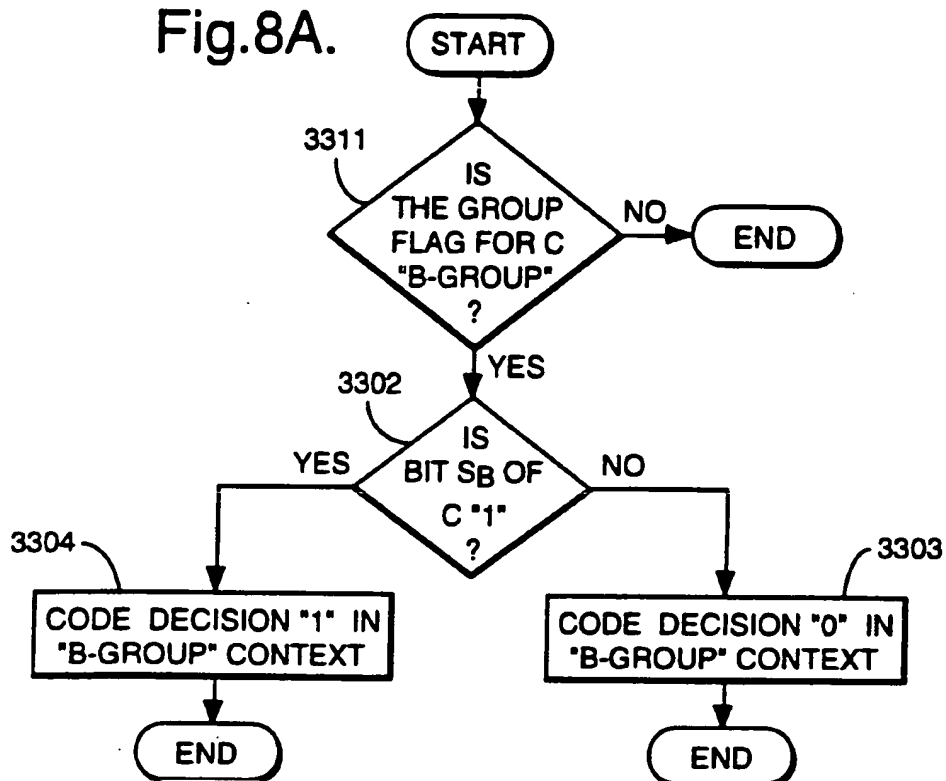 Fig.8A.
START
3311
IS
THE GROUP
FLAG FOR C
"B-GROUP"
?
NO
END
YES
3302
IS
BIT SB OF
C "1"
?
YES
NO
3304
3303
CODE DECISION "1" IN
"B-GROUP" CONTEXT
CODE DECISION "0" IN
"B-GROUP" CONTEXT
END
END